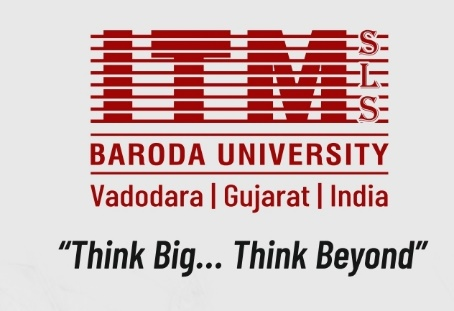 ITM SLS
BARODA UNIVERSITY
Vadodara | Gujarat | India
“Think Big... Think Beyond”